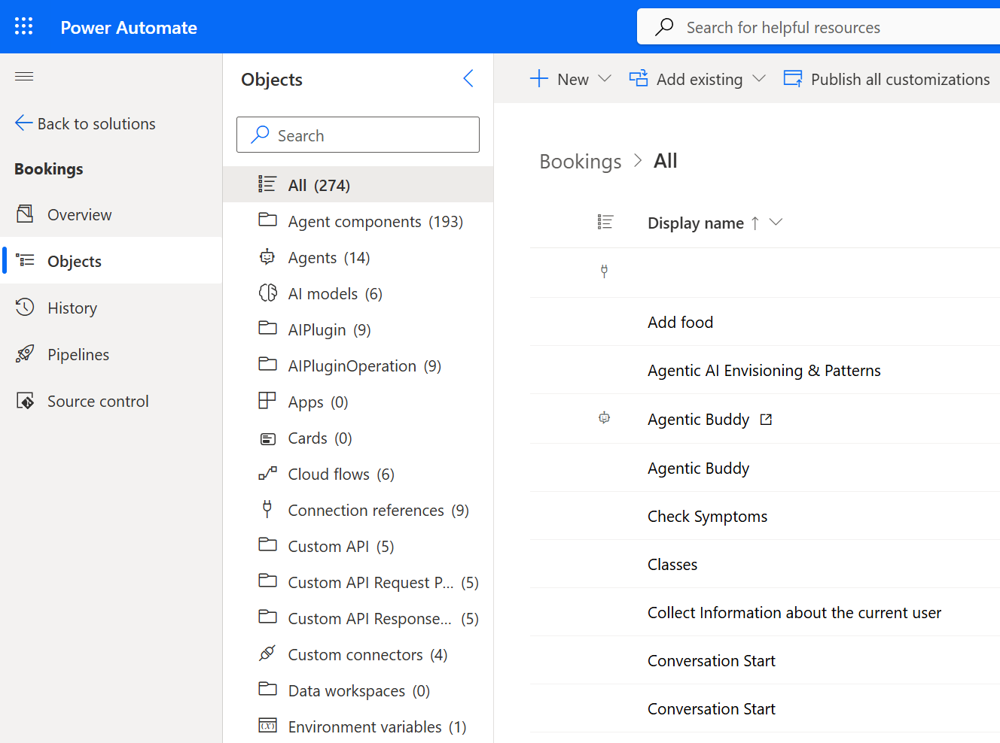 Power Automate
Search for helpful resources
Back to solutions
Bookings
Overview
Objects
History
Pipelines
Source control
Objects
Search
All (274)
Agent components (193)
Agents (14)
AI models (6)
AIPlugin (9)
AIPluginOperation (9)
Apps (0)
Cards (0)
Cloud flows (6)
Connection references (9)
Custom API (5)
Custom API Request P... (5)
Custom API Response... (5)
Custom connectors (4)
Data workspaces (0)
Environment variables (1)
New
Add existing
Publish all customizations
Bookings > All
Display name ↑
Add food
Agentic AI Envisioning & Patterns
Agentic Buddy
Agentic Buddy
Check Symptoms
Classes
Collect Information about the current user
Conversation Start
Conversation Start